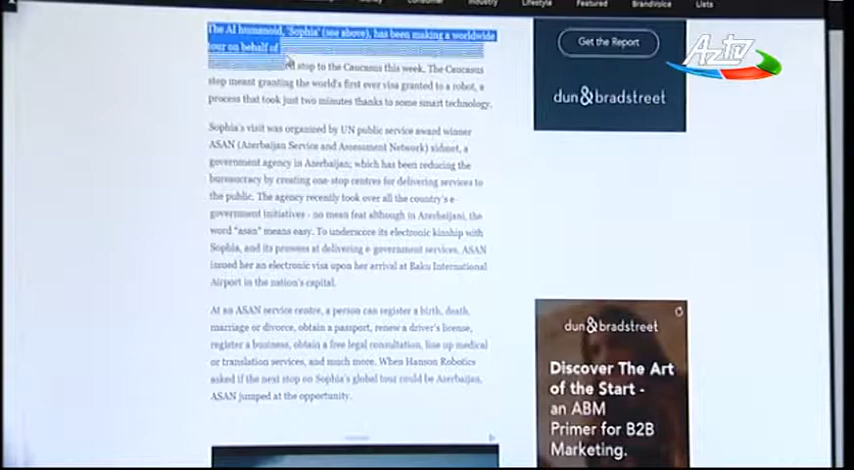 Consumer Industry Lifestyle Featured BrandVoice Lists
The AI humanoid, 'Sophia' (see above), has been making a worldwide
tour on behalf of
stop to the Caucasus this week. The Caucasus
stop meant granting the world's first ever visa granted to a robot, a
process that took just two minutes thanks to some smart technology.
Sophia's visit was organized by UN public service award winner
ASAN (Azerbaijan Service and Assessment Network)
government agency in Azerbaijan; which has been reducing the
bureaucracy by creating one-stop centres for delivering services to
the public. The agency recently took over all the country's e-
government initiatives - no mean feat although in Azerbaijani, the
word "asan" means easy. To underscore its electronic kinship with
Sophia, and its prowess at delivering e-government services, ASAN
issued her an electronic visa upon her arrival at Baku International
Airport in the nation's capital.
At an ASAN service centre, a person can register a birth, death,
marriage or divorce, obtain a passport, renew a driver's license,
register a business, obtain a free legal consultation, line up medical
or translation services, and much more. When Hanson Robotics
asked if the next stop on Sophia's global tour could be Azerbaijan,
ASAN jumped at the opportunity.
Get the Report
dun&bradstreet
AzTV
dun&bradstreet
Discover The Art
of the Start -
an ABM
Primer for B2B
Marketing.